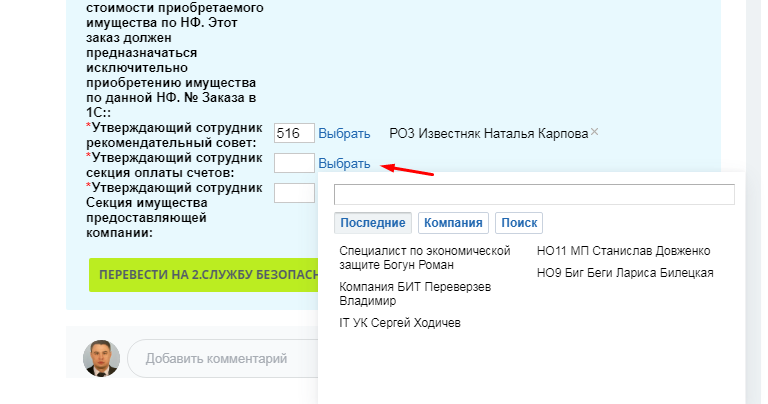 стоимости приобретаемого
имущества по НФ. Этот
заказ должен
предназначаться
исключительно
приобретению имущества
по данной НФ. № Заказа в
1С::
*Утверждающий сотрудник
рекомендательный совет:
516 Выбрать РО3 Известняк Наталья Карпова×
*Утверждающий сотрудник
секция оплаты счетов:
Выбрать
*Утверждающий сотрудник
Секция имущества
предоставляющей
компании:
Последние Компания Поиск
Специалист по экономической
защите Богун Роман
Компания БИТ Переверзев
Владимир
IT УК Сергей Ходичев
НО11 МП Станислав Довженко
НО9 Биг Беги Лариса Билецкая
ПЕРЕВЕСТИ НА 2.СЛУЖБУ БЕЗОПАСН
Добавить комментарий